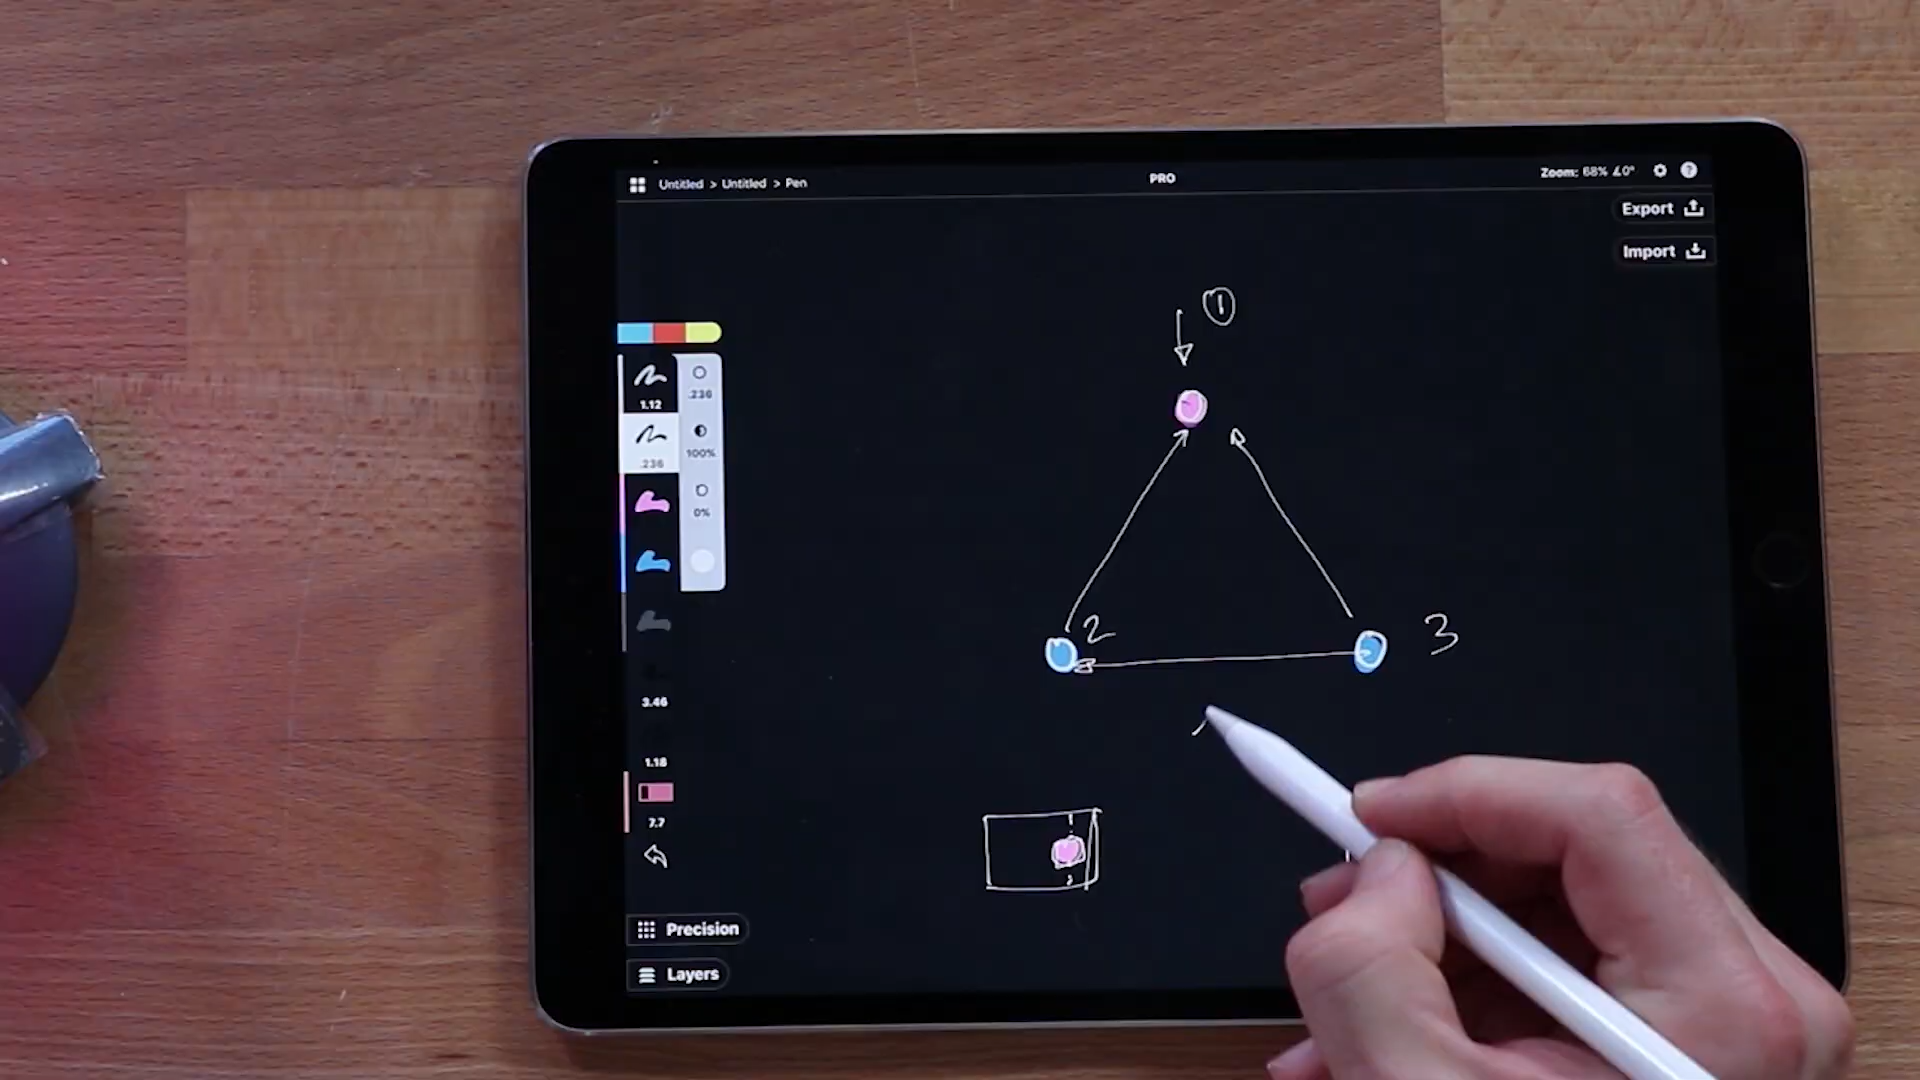 Untitled > Untitled > Pen
PRO
Zoom: 68% ∡0°
?
Export
Import
1
1.12
.236
.236
100%
0%
2
3
3.46
1.18
7.7
Precision
Layers